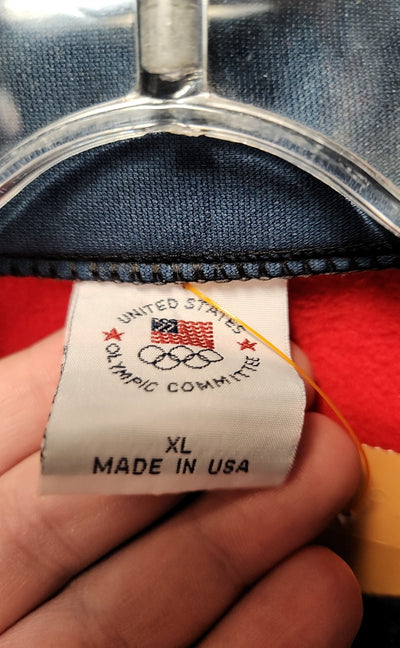 UNITED STATES
OLYMPIC COMMITTEE
XL
MADE IN USA